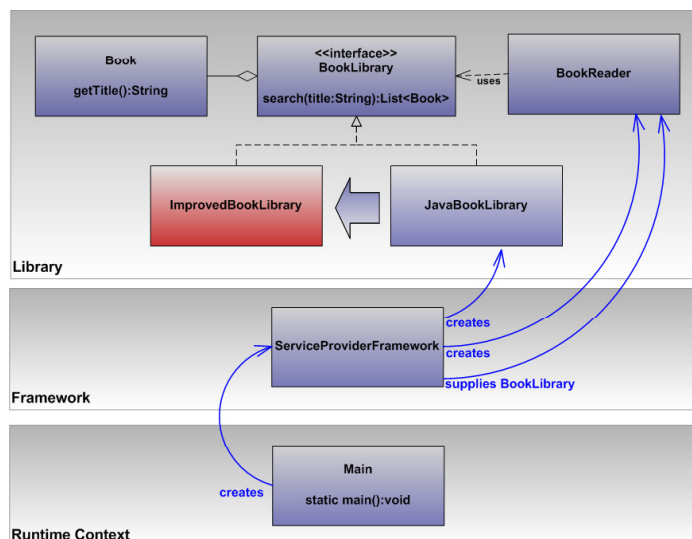 Book
getTitle():String
<<interface>>
BookLibrary
search(title:String):List<Book>
uses
BookReader
ImprovedBookLibrary
JavaBookLibrary
Library
creates
ServiceProviderFramework
creates
supplies BookLibrary
Framework
Main
static main():void
creates
Runtime Context